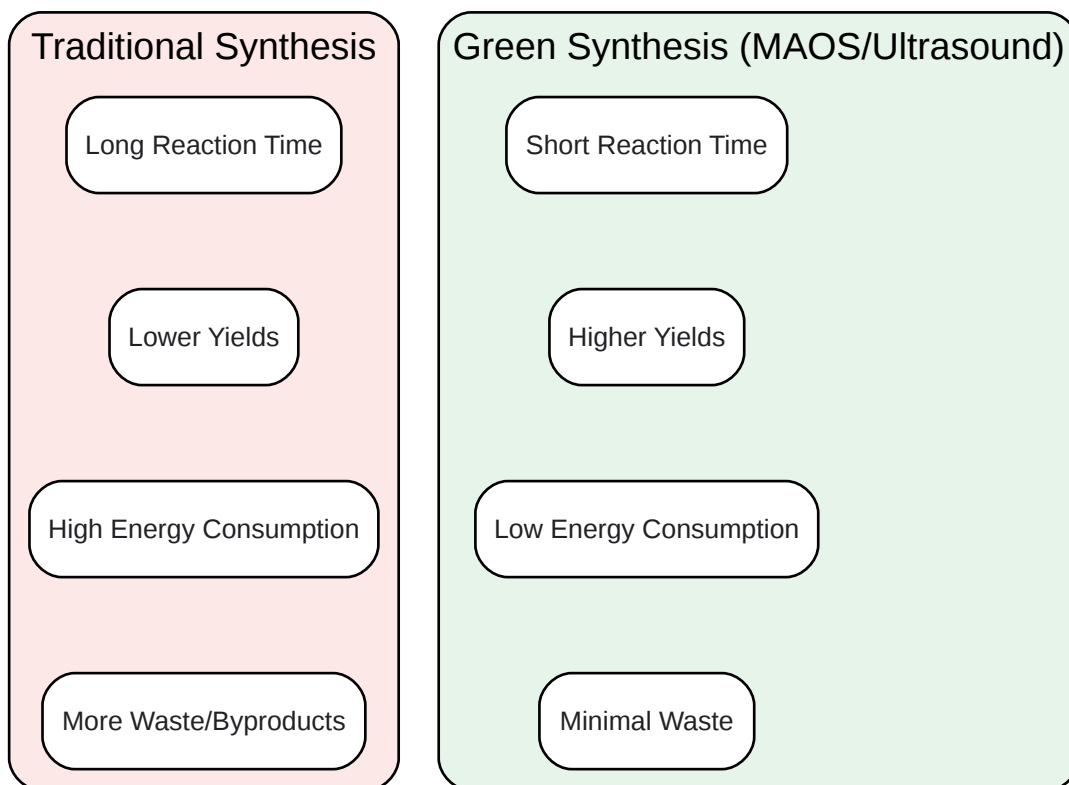 Traditional Synthesis
Long Reaction Time
Lower Yields
High Energy Consumption
More Waste/Byproducts
Green Synthesis (MAOS/Ultrasound)
Short Reaction Time
Higher Yields
Low Energy Consumption
Minimal Waste